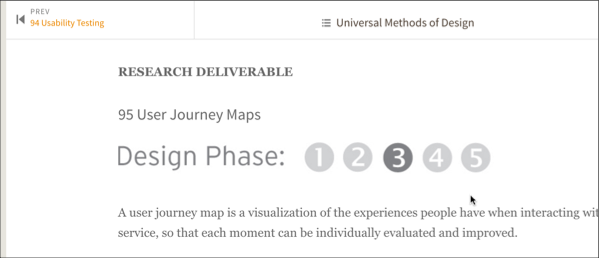 PREV
94 Usability Testing
Universal Methods of Design
RESEARCH DELIVERABLE
95 User Journey Maps
Design Phase: 1 2 3 4 5
A user journey map is a visualization of the experiences people have when interacting
service, so that each moment can be individually evaluated and improved.